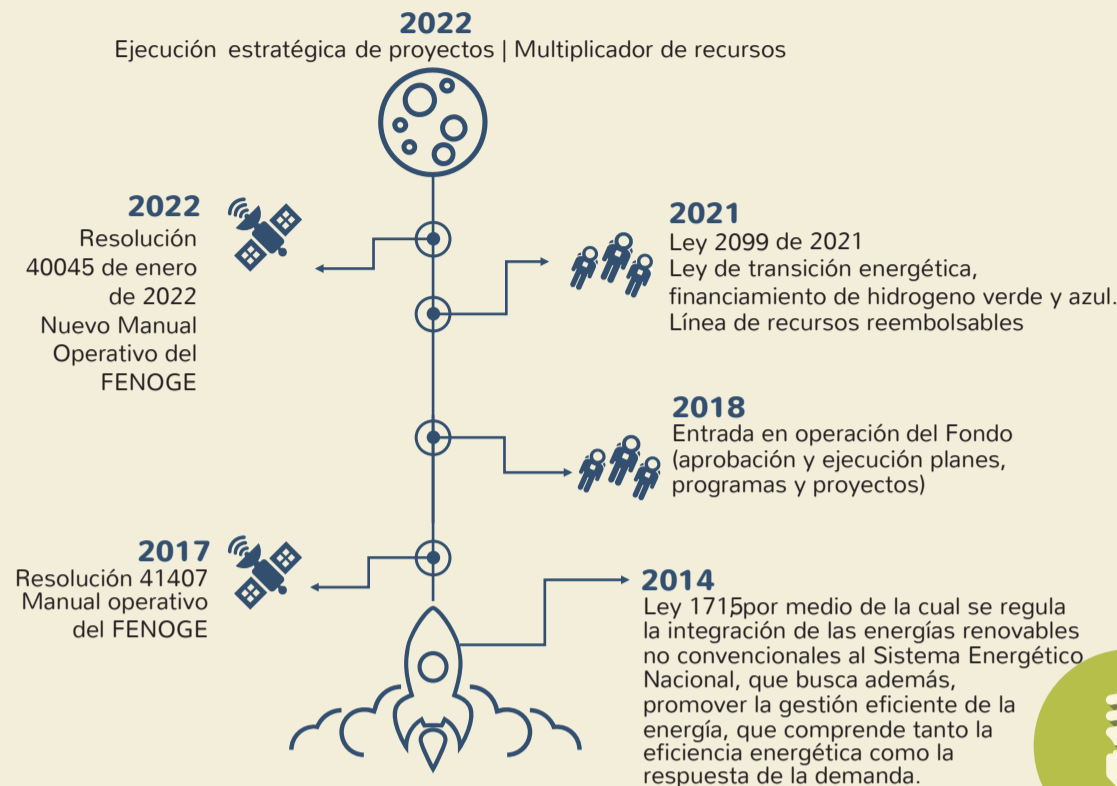 2022
Ejecución estratégica de proyectos | Multiplicador de recursos
2022
Resolución
40045 de enero
de 2022
Nuevo Manual
Operativo del
FENOGE
2021
Ley 2099 de 2021
Ley de transición energética,
financiamiento de hidrogeno verde y azul.
Línea de recursos reembolsables
2018
Entrada en operación del Fondo
(aprobación y ejecución planes,
programas y proyectos)
2017
Resolución 41407
Manual operativo
del FENOGE
2014
Ley 1715por medio de la cual se regula
la integración de las energías renovables
no convencionales al Sistema Energético
Nacional, que busca además,
promover la gestión eficiente de la
energía, que comprende tanto la
eficiencia energética como la
respuesta de la demanda.